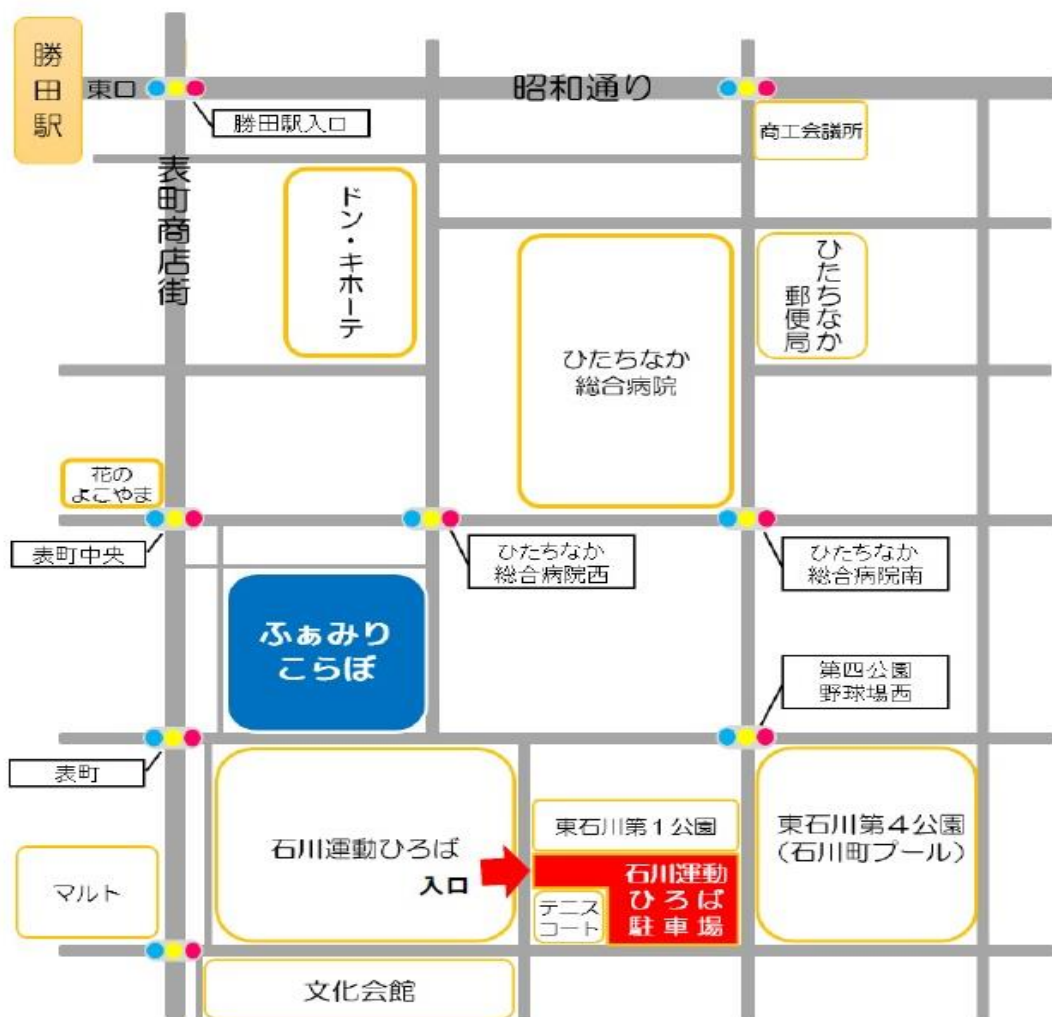 勝田駅
東口
昭和通り
勝田駅入口
商工会議所
表町商店街
ドン・キホーテ
ひたちなか
郵便局
ひたちなか
総合病院
花の
よこやま
表町中央
ひたちなか
総合病院西
ひたちなか
総合病院南
ふぁみり
こらぼ
第四公園
野球場西
表町
石川運動ひろば
入口
東石川第1公園
東石川第4公園
(石川町プール)
マルト
テニス
コート
石川運動
ひろば
駐車場
文化会館